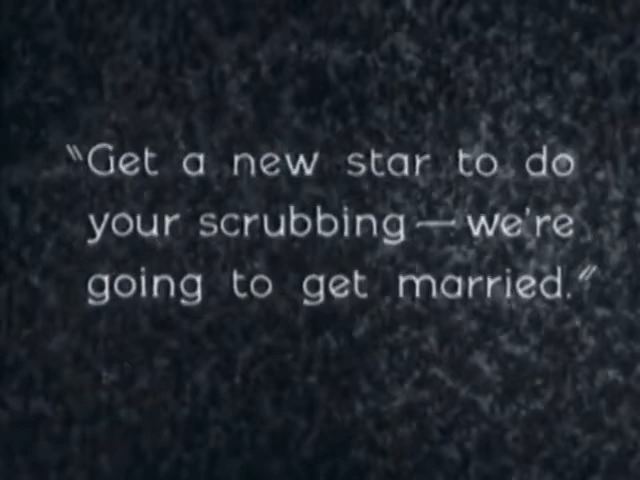 "Get a new star to do
your scrubbing — we're
going to get married."